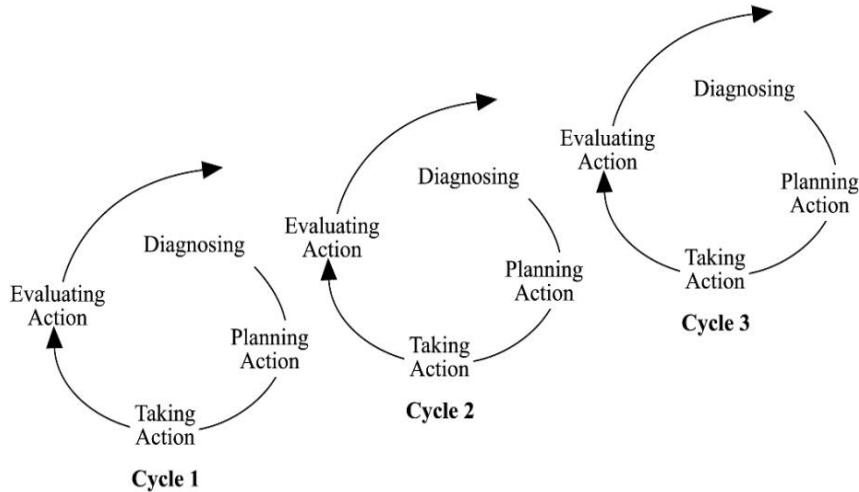 Diagnosing
Planning
Action
Taking
Action
Evaluating
Action
Cycle 1
Diagnosing
Planning
Action
Taking
Action
Evaluating
Action
Cycle 2
Diagnosing
Planning
Action
Taking
Action
Evaluating
Action
Cycle 3